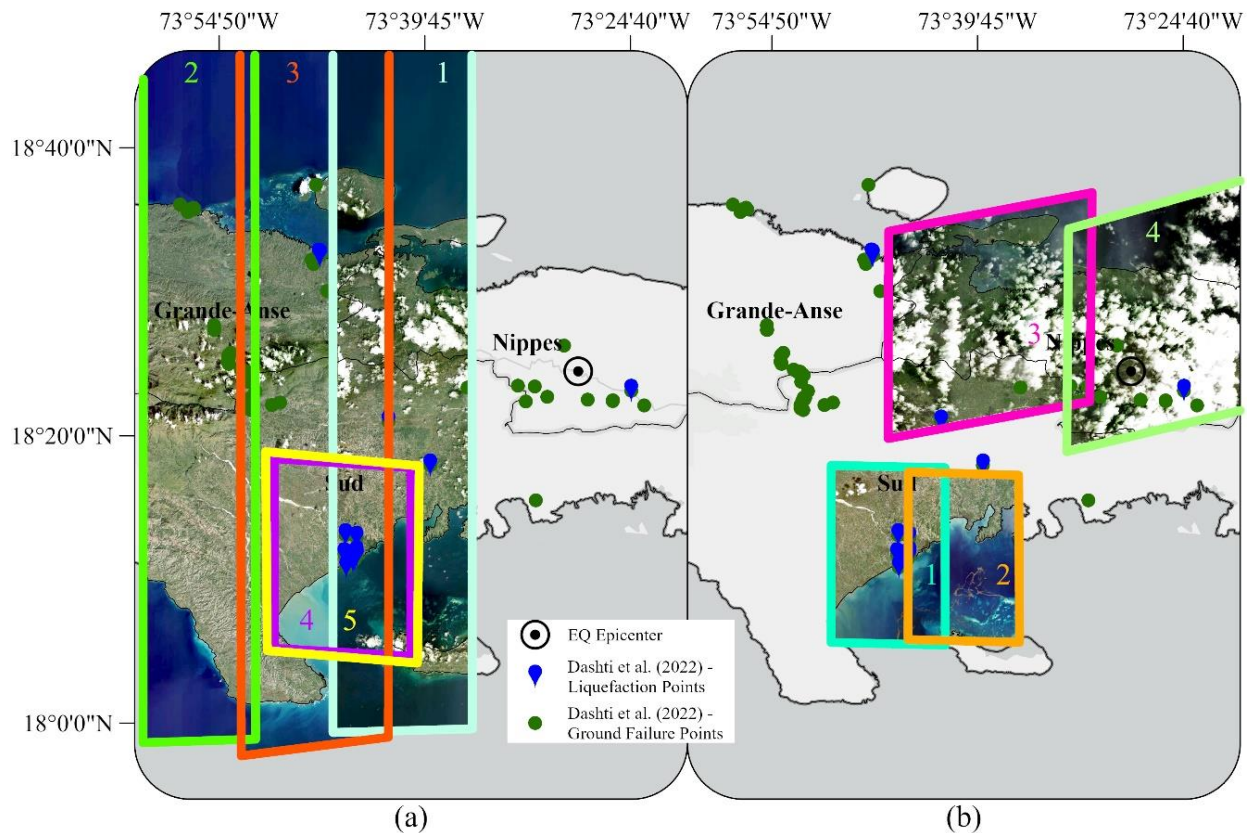 73°54'50"W 73°39'45"W 73°24'40"W 73°54'50"W 73°39'45"W 73°24'40"W
2 3 1
18°40'0"N
4
Grande-Anse
Nippes
Grande-Anse
3 Nippes
18°20'0"N
Sud
Sud
4 5
1 2
EQ Epicenter
Dashti et al. (2022) -
Liquefaction Points
18°0'0"N
Dashti et al. (2022) -
Ground Failure Points
(a) (b)